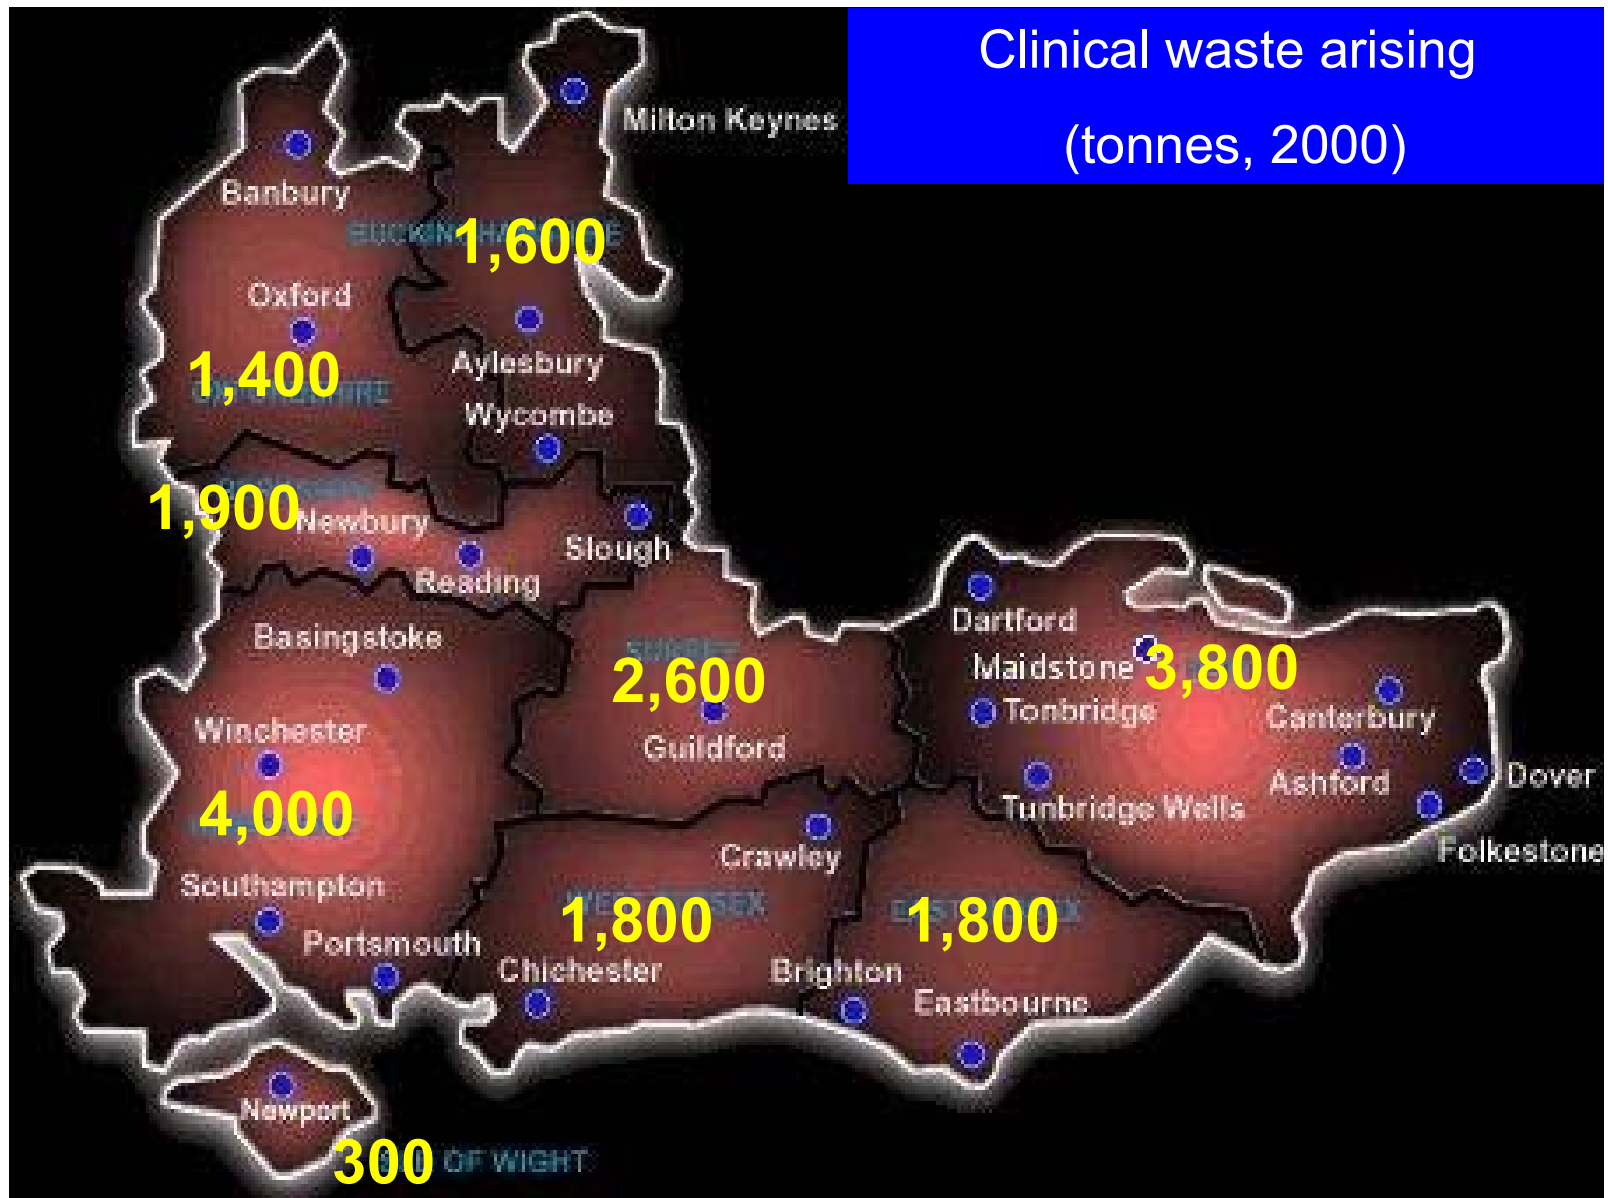 Clinical waste arising
(tonnes, 2000)
Milton Keynes
Banbury
1,600
Oxford
1,400
Aylesbury
Wycombe
1,900
Newbury
Slough
Reading
Basingstoke
Dartford
Maidstone
3,800
2,600
Tonbridge
Canterbury
Winchester
Guildford
Ashford
Dover
4,000
Tunbridge Wells
Crawley
Folkestone
Southampton
1,800
1,800
Portsmouth
Chichester
Brighton
Eastbourne
Newport
300 OF WIGHT